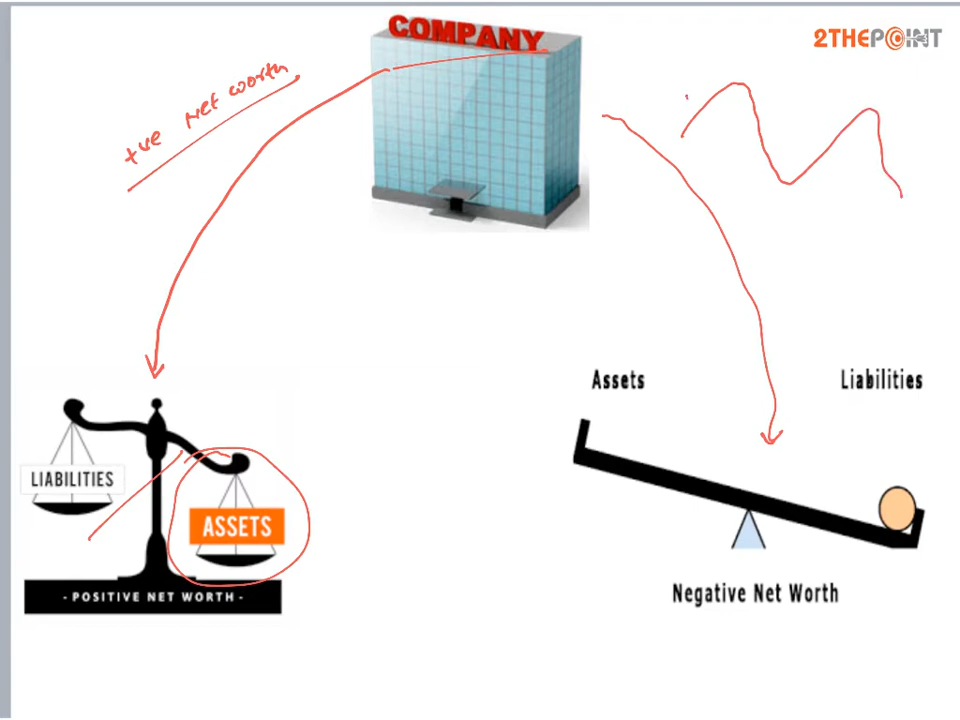 COMPANY
2THEPOINT
+ve Net worth
Assets
Liabilities
LIABILITIES
ASSETS
- POSITIVE NET WORTH -
Negative Net Worth